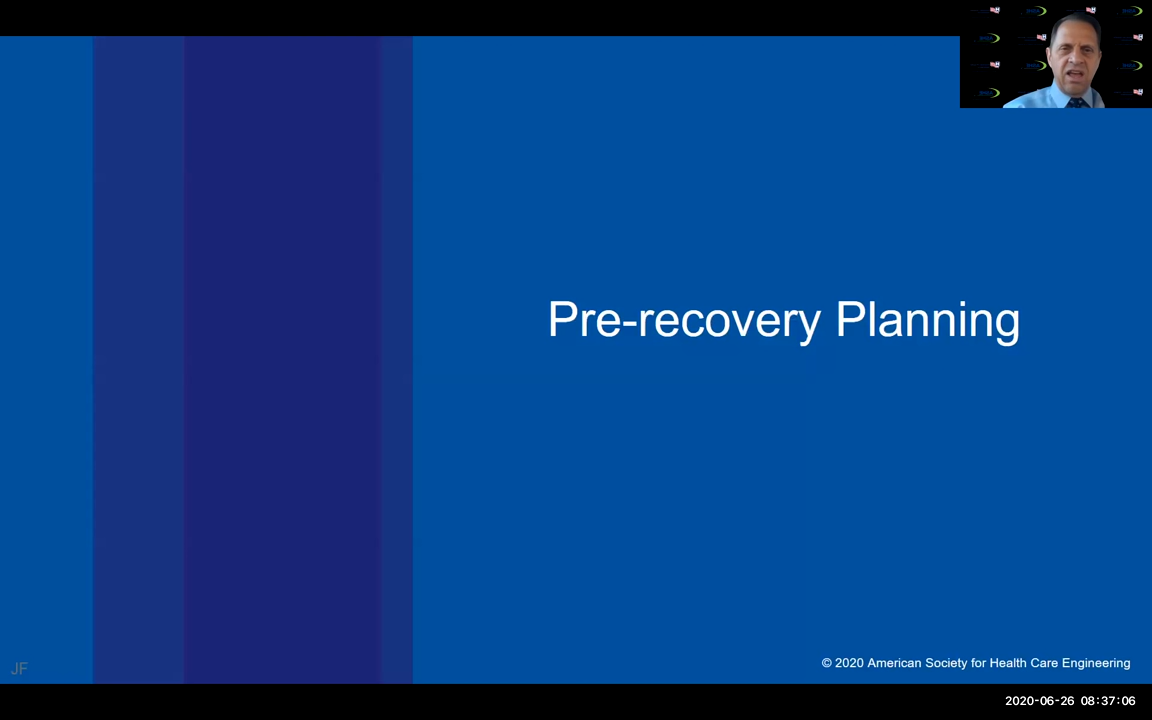 Pre-recovery Planning
JF
© 2020 American Society for Health Care Engineering
2020-06-26 08:37:06